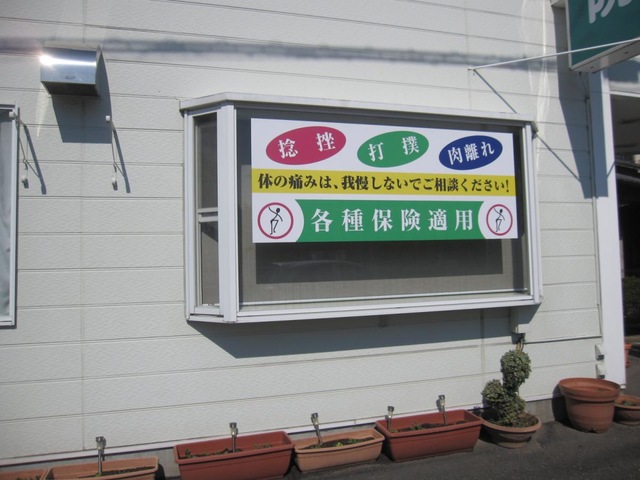 捻挫 打撲 肉離れ
体の痛みは、我慢しないでご相談ください!
各種保険適用
院